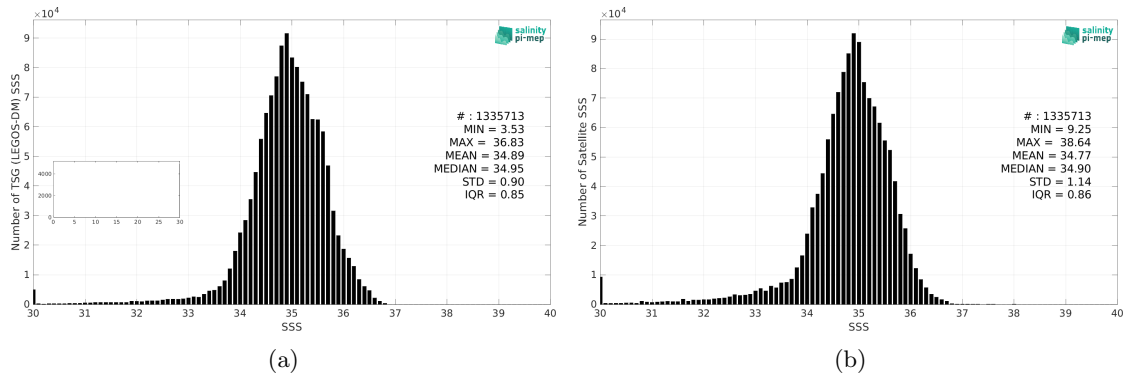 ×10⁴
salinity
pi-mep
# : 1335713
MIN = 3.53
MAX = 36.83
MEAN = 34.89
MEDIAN = 34.95
STD = 0.90
IQR = 0.85
Number of TSG (LEGOS-DM) SSS
9
8
7
6
5
4
3
2
1
0
4000
2000
0
0 5 10 15 20 25 30
30 31 32 33 34 35 36 37 38 39 40
SSS
(a)
×10⁴
salinity
pi-mep
# : 1335713
MIN = 9.25
MAX = 38.64
MEAN = 34.77
MEDIAN = 34.90
STD = 1.14
IQR = 0.86
Number of Satellite SSS
9
8
7
6
5
4
3
2
1
0
30 31 32 33 34 35 36 37 38 39 40
SSS
(b)